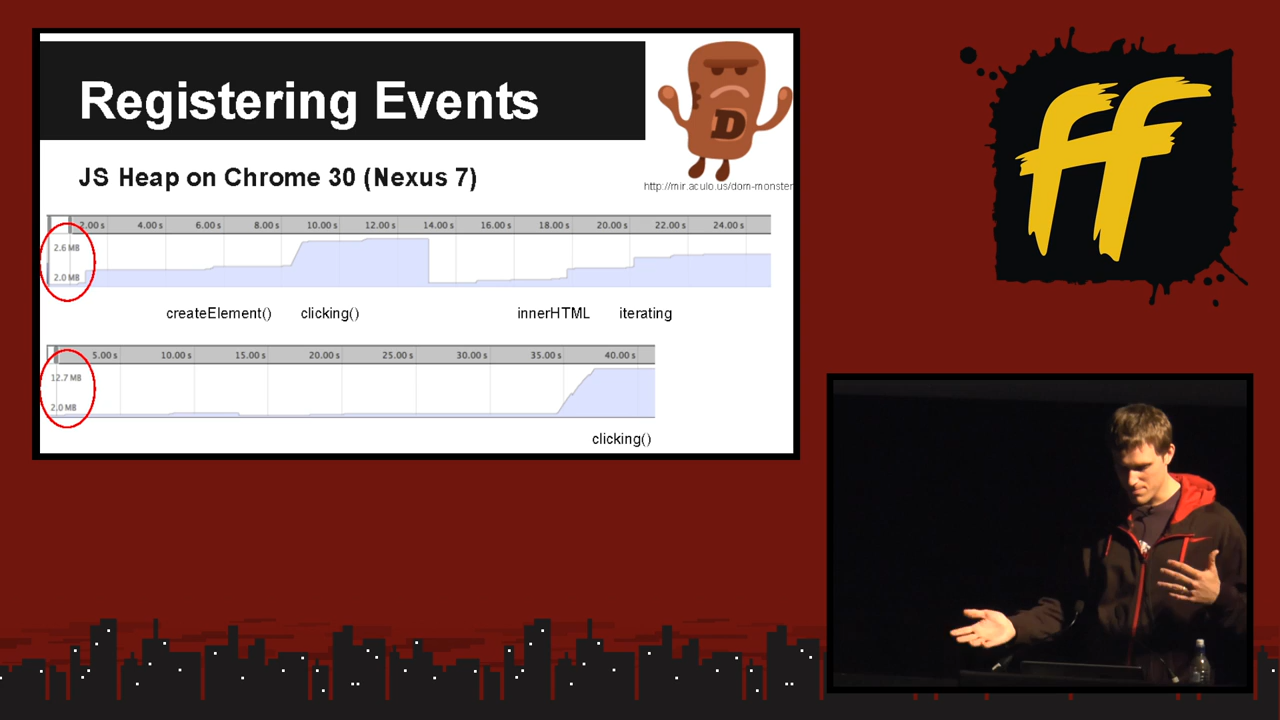 Registering Events
D
http://mir.aculo.us/dom-monster
JS Heap on Chrome 30 (Nexus 7)
2.00 s 4.00 s 6.00 s 8.00 s 10.00 s 12.00 s 14.00 s 16.00 s 18.00 s 20.00 s 22.00 s 24.00 s
2.6 MB
2.0 MB
createElement() clicking() innerHTML iterating
5.00 s 10.00 s 15.00 s 20.00 s 25.00 s 30.00 s 35.00 s 40.00 s
12.7 MB
2.0 MB
clicking()
ff